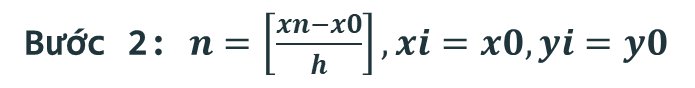 Bước 2: n = [(xn−x0)/h], xi = x0, yi = y0